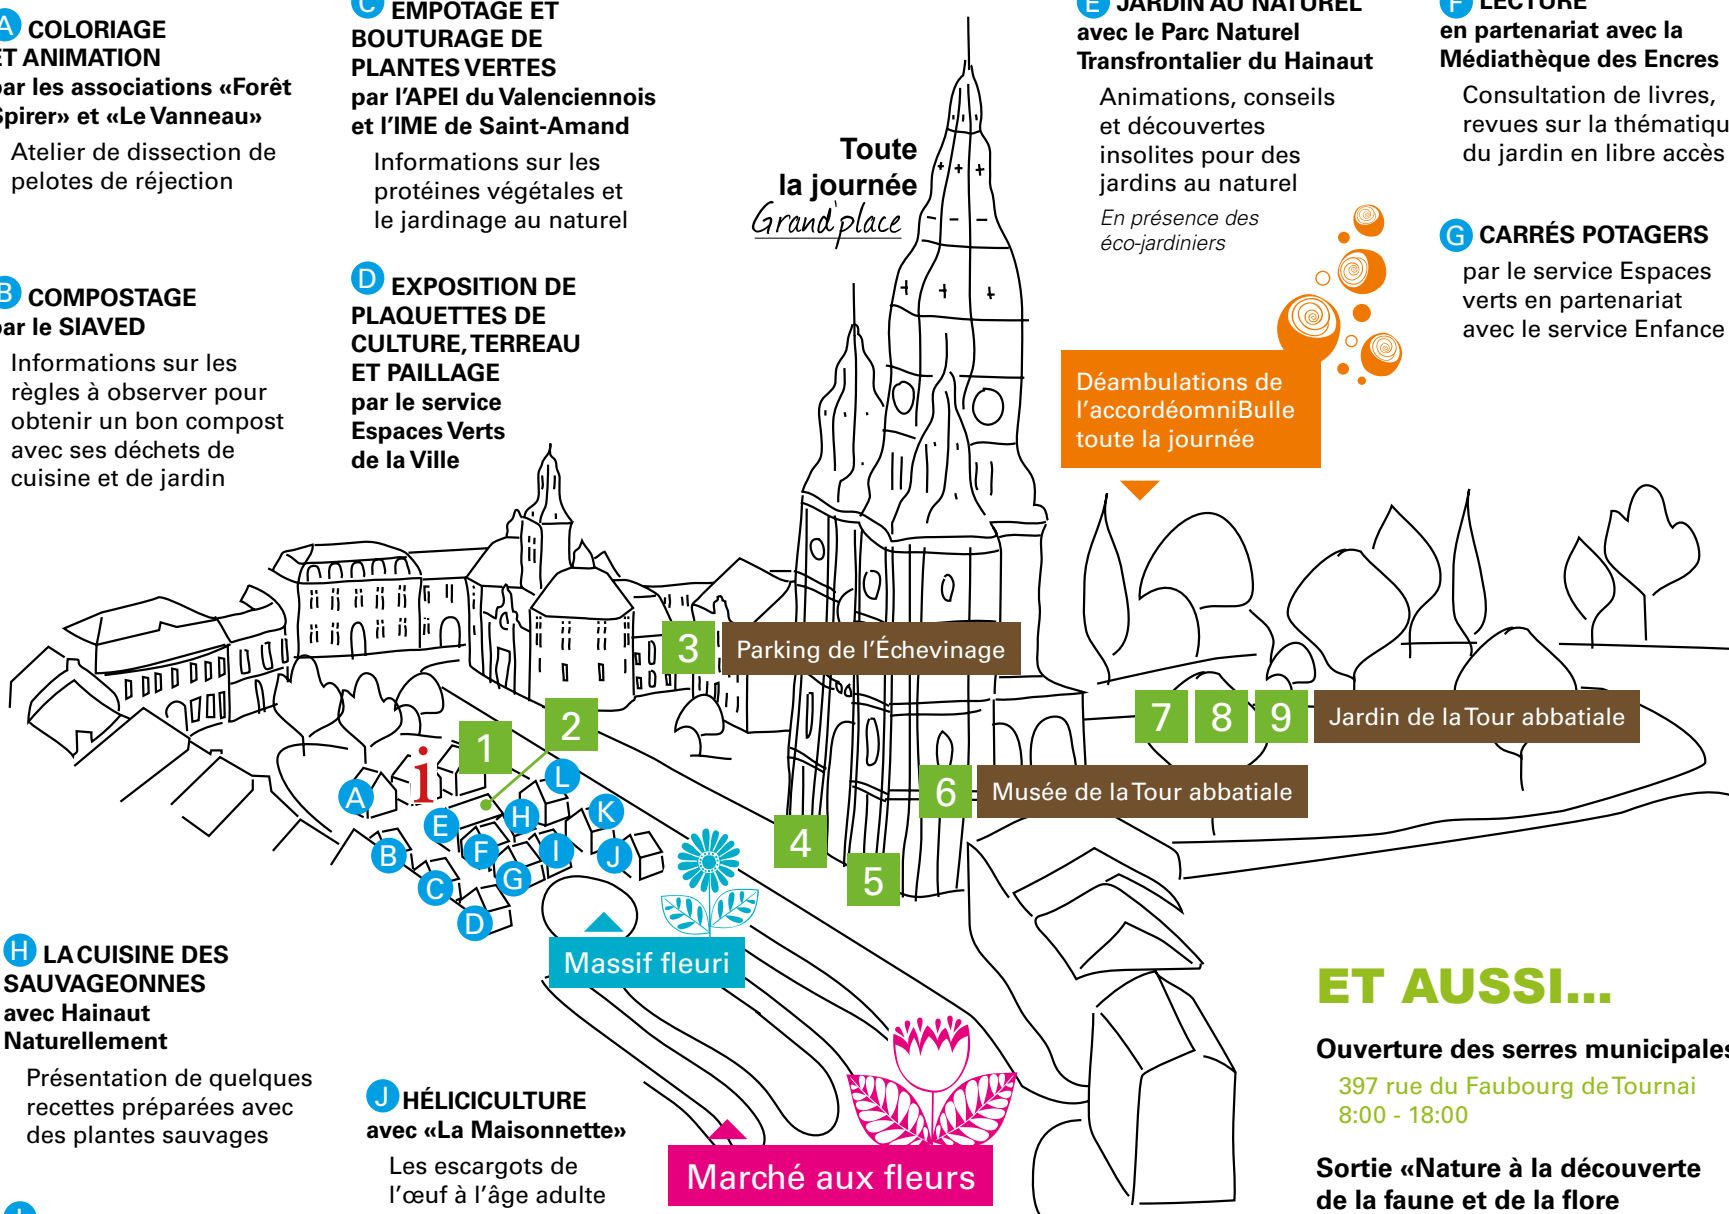 A COLORIAGE
ET ANIMATION
par les associations «Forêt
Spirer» et «Le Vanneau»
Atelier de dissection de
pelotes de réjection
B COMPOSTAGE
par le SIAVED
Informations sur les
règles à observer pour
obtenir un bon compost
avec ses déchets de
cuisine et de jardin
C EMPOTAGE ET
BOUTURAGE DE
PLANTES VERTES
par l'APEI du Valenciennois
et l'IME de Saint-Amand
Informations sur les
protéines végétales et
le jardinage au naturel
D EXPOSITION DE
PLAQUETTES DE
CULTURE, TERREAU
ET PAILLAGE
par le service
Espaces Verts
de la Ville
Toute
la journée
Grand'place
E JARDIN AU NATUREL
avec le Parc Naturel
Transfrontalier du Hainaut
Animations, conseils
et découvertes
insolites pour des
jardins au naturel
En présence des
éco-jardiniers
F LECTURE
en partenariat avec la
Médiathèque des Encres
Consultation de livres,
revues sur la thématiqu
du jardin en libre accès
G CARRÉS POTAGERS
par le service Espaces
verts en partenariat
avec le service Enfance
Déambulations de
l'accordéomniBulle
toute la journée
3 Parking de l'Échevinage
7 8 9 Jardin de la Tour abbatiale
6 Musée de la Tour abbatiale
1
2
i
A
L
E
H
K
B
F
I
J
C
G
D
4
5
Massif fleuri
Marché aux fleurs
H LA CUISINE DES
SAUVAGEONNES
avec Hainaut
Naturellement
Présentation de quelques
recettes préparées avec
des plantes sauvages
J HÉLICICULTURE
avec «La Maisonnette»
Les escargots de
l'œuf à l'âge adulte
ET AUSSI...
Ouverture des serres municipales
397 rue du Faubourg de Tournai
8:00 - 18:00
Sortie «Nature à la découverte
de la faune et de la flore